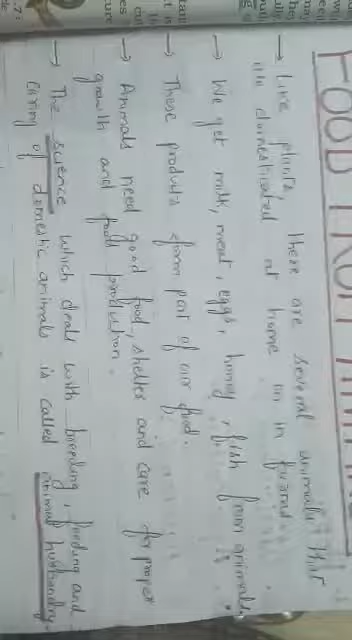 FOOD FROM ANIMA
→ Like plants, there are several animals that
are domesticated at home or in farms
→ We get milk, meat, eggs, honey, fish from animals.
→ These products form part of our food.
→ Animals need good food, shelter and care for proper
growth and food production.
→ The science which deals with breeding, feeding and
caring of domestic animals is called animal husbandry.